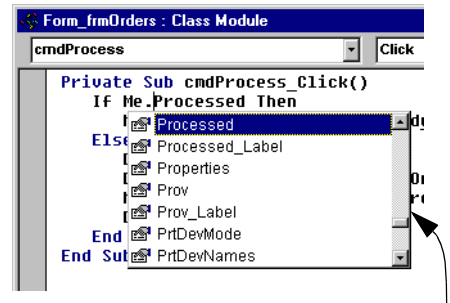 Form_frmOrders : Class Module
cmdProcess
Click
Private Sub cmdProcess_Click()
If Me.Processed Then
Processed
Else
Processed_Label
Properties
Prov
Prov_Label
End
PrtDevMode
End Sub
PrtDevNames